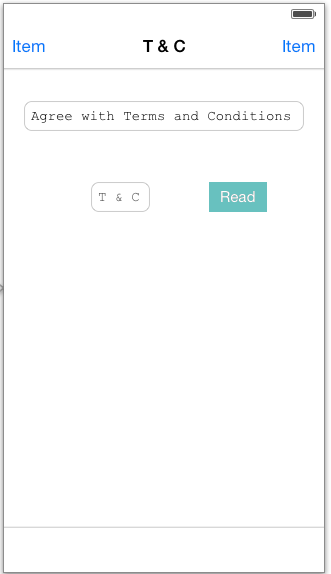 Item T & C Item
Agree with Terms and Conditions
T & C Read